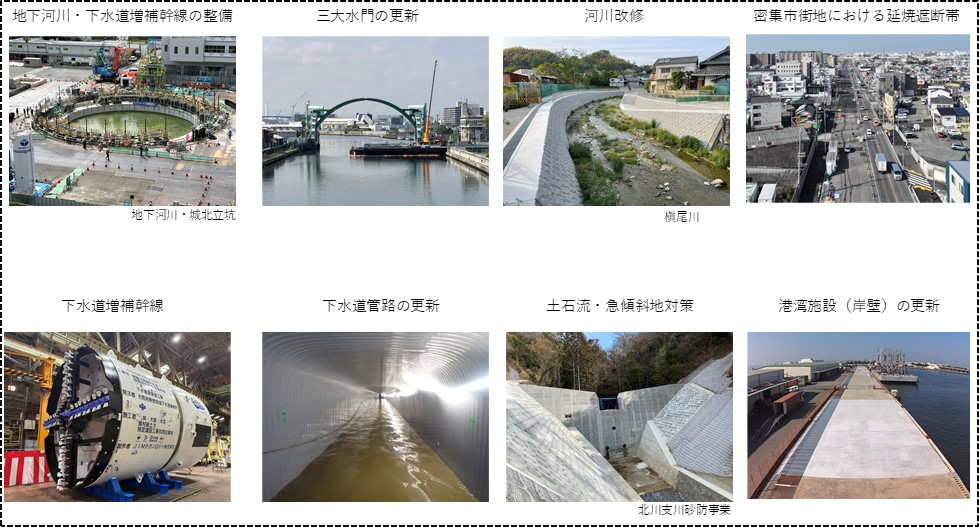 地下河川・下水道増補幹線の整備
三大水門の更新
河川改修
密集市街地における延焼遮断帯
地下河川・城北立坑
槇尾川
下水道増補幹線
下水道管路の更新
土石流・急傾斜地対策
港湾施設（岸壁）の更新
北川支川砂防事業